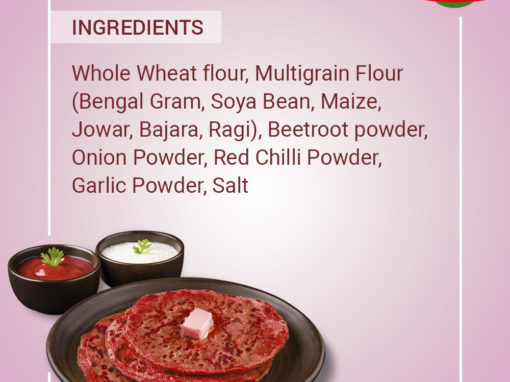 INGREDIENTS
Whole Wheat flour, Multigrain Flour
(Bengal Gram, Soya Bean, Maize,
Jowar, Bajara, Ragi), Beetroot powder,
Onion Powder, Red Chilli Powder,
Garlic Powder, Salt